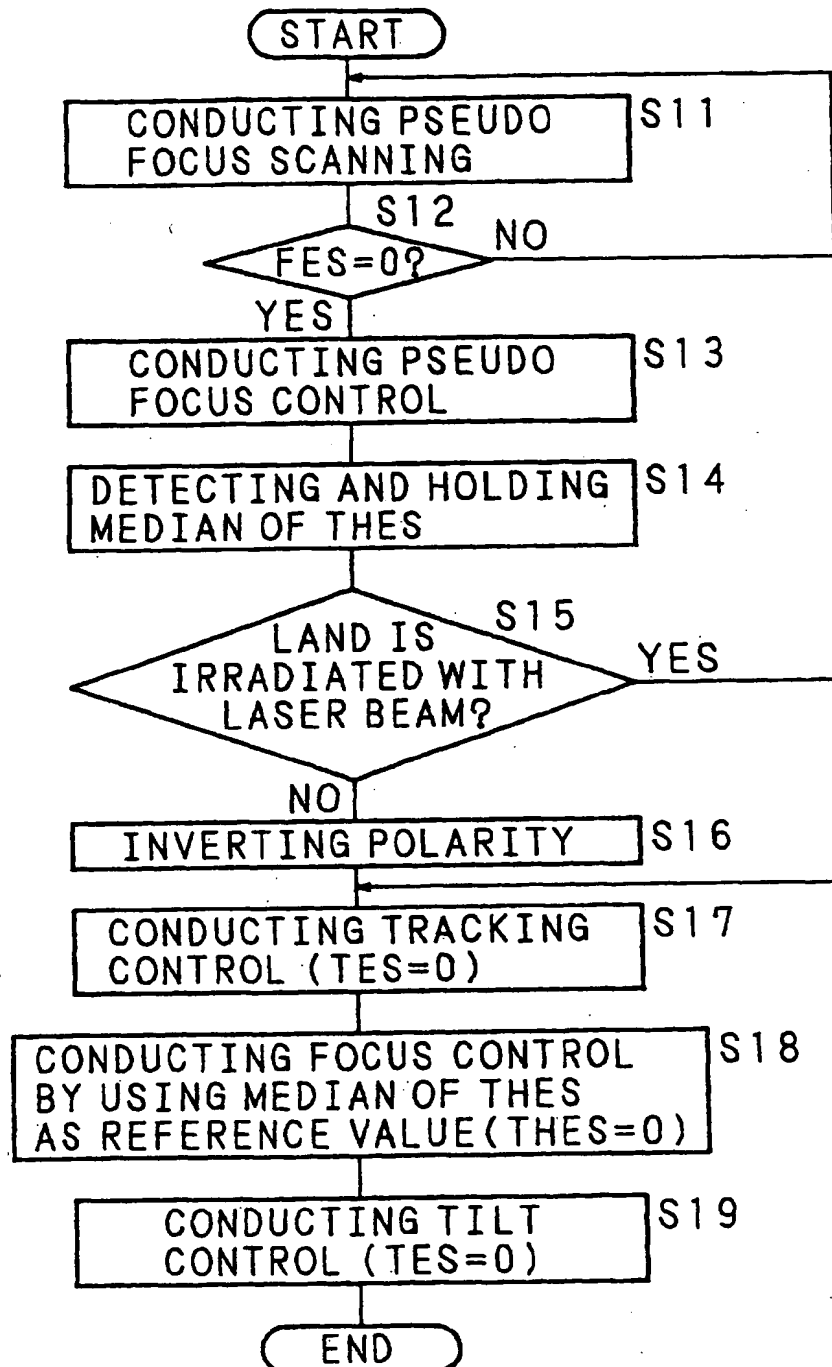 START
CONDUCTING PSEUDO
FOCUS SCANNING
S11
S12
FES=0?
NO
YES
CONDUCTING PSEUDO
FOCUS CONTROL
S13
DETECTING AND HOLDING
MEDIAN OF THES
S14
S15
LAND IS
IRRADIATED WITH
LASER BEAM?
YES
NO
INVERTING POLARITY
S16
CONDUCTING TRACKING
CONTROL (TES=0)
S17
CONDUCTING FOCUS CONTROL
BY USING MEDIAN OF THES
AS REFERENCE VALUE(THES=0)
S18
CONDUCTING TILT
CONTROL (TES=0)
S19
END